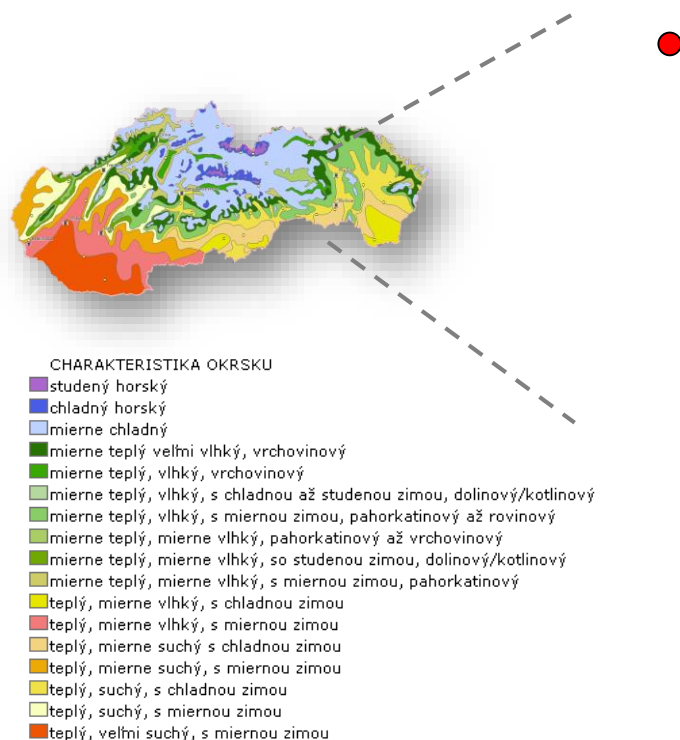 CHARAKTERISTIKA OKRSKU
studený horský
chladný horský
mierne chladný
mierne teplý veľmi vlhký, vrchovinový
mierne teplý, vlhký, vrchovinový
mierne teplý, vlhký, s chladnou až studenou zimou, dolinový/kotlinový
mierne teplý, vlhký, s miernou zimou, pahorkatinový až rovinový
mierne teplý, mierne vlhký, pahorkatinový až vrchovinový
mierne teplý, mierne vlhký, so studenou zimou, dolinový/kotlinový
mierne teplý, mierne vlhký, s miernou zimou, pahorkatinový
teplý, mierne vlhký, s chladnou zimou
teplý, mierne vlhký, s miernou zimou
teplý, mierne suchý s chladnou zimou
teplý, mierne suchý, s miernou zimou
teplý, suchý, s chladnou zimou
teplý, suchý, s miernou zimou
teplý, veľmi suchý, s miernou zimou